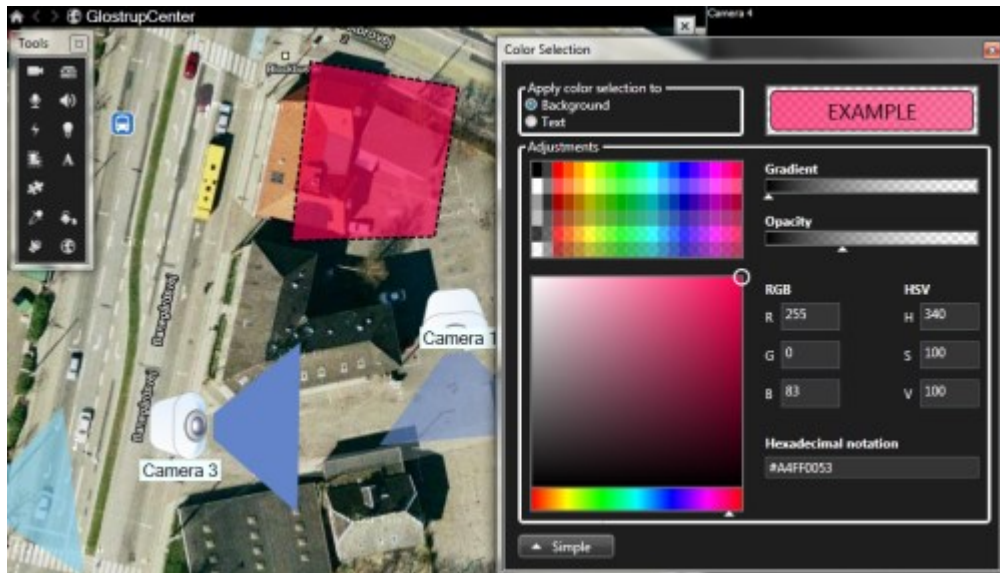 GlostrupCenter
Camera 4
Tools
Color Selection
Apply color selection to
Background
Text
EXAMPLE
Adjustments
Gradient
Opacity
RGB
HSV
R 255
H 340
G 0
S 100
B 83
V 100
Hexadecimal notation
#A4FF0053
Simple
A
Camera 1
Camera 3